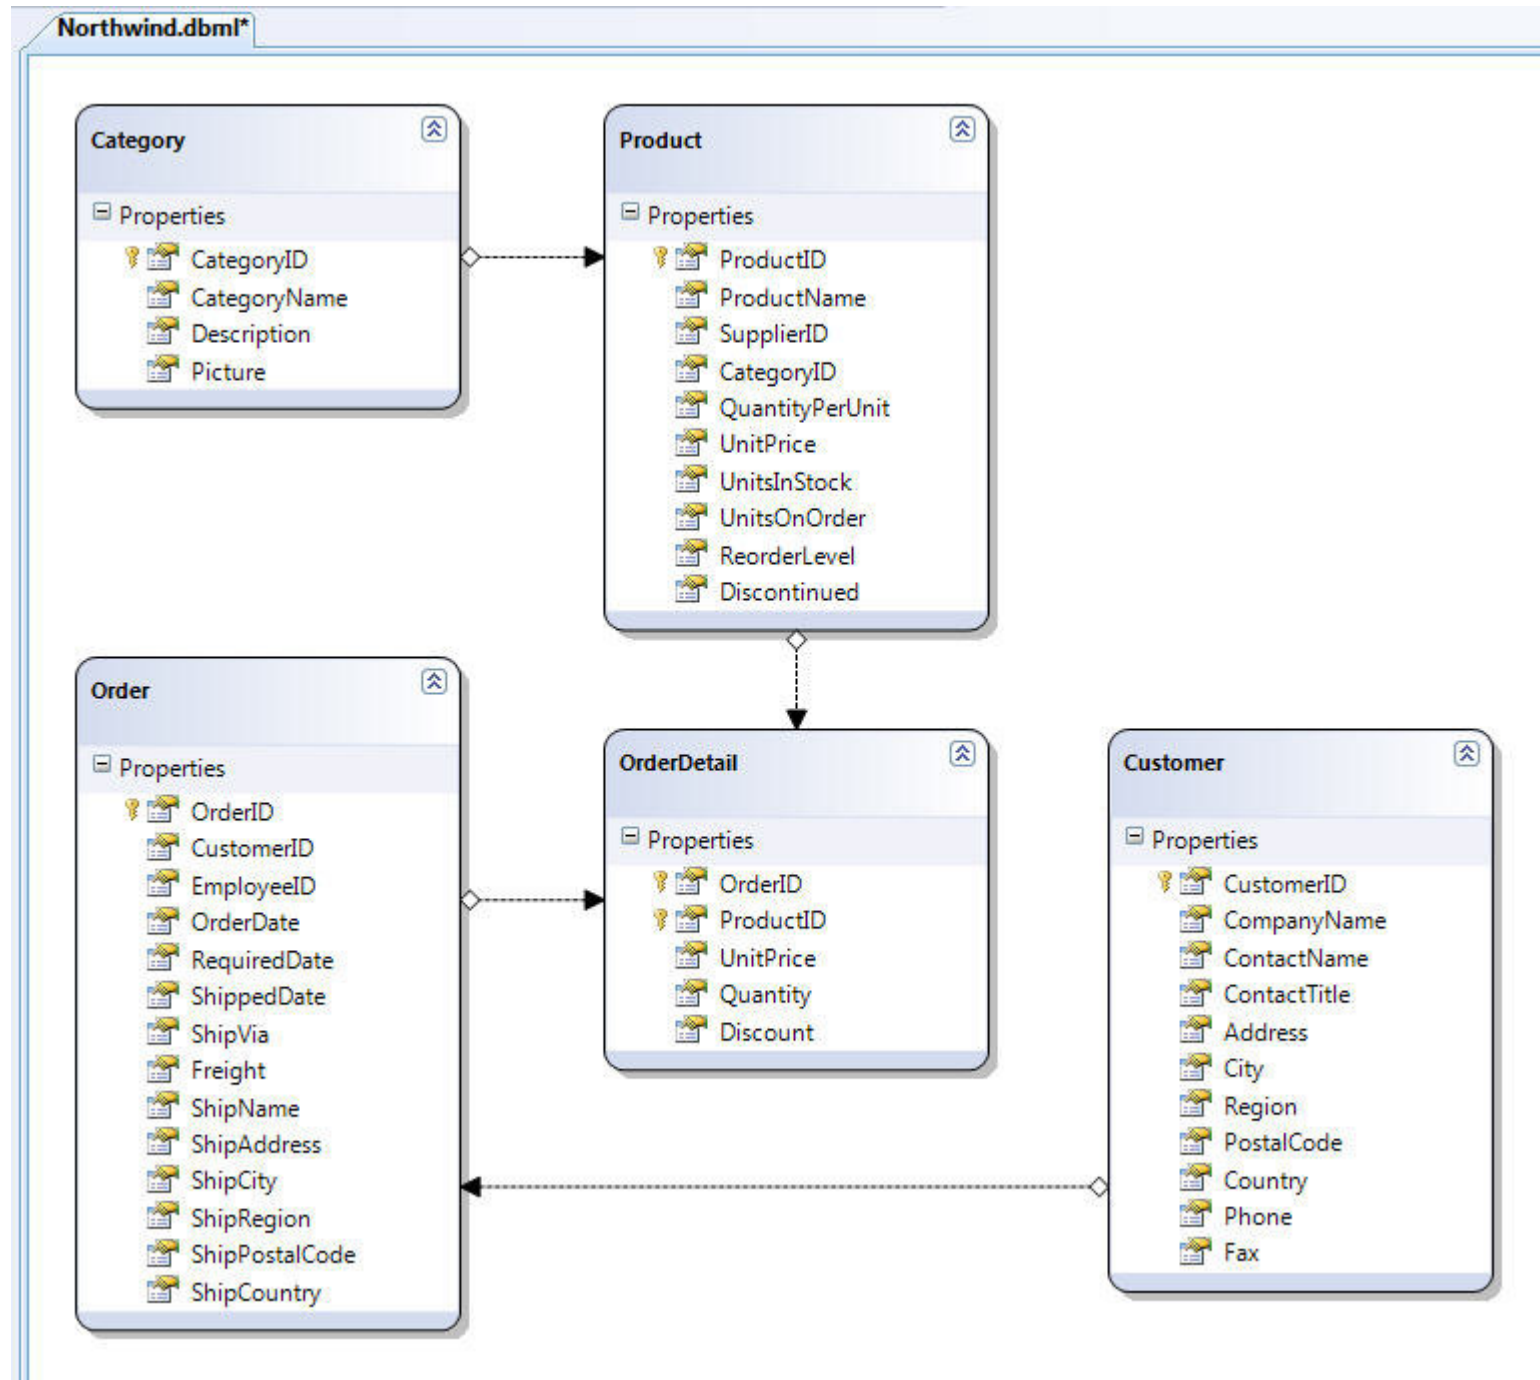 Northwind.dbml*
Category
Properties
CategoryID
CategoryName
Description
Picture
Product
Properties
ProductID
ProductName
SupplierID
CategoryID
QuantityPerUnit
UnitPrice
UnitsInStock
UnitsOnOrder
ReorderLevel
Discontinued
Order
Properties
OrderID
CustomerID
EmployeeID
OrderDate
RequiredDate
ShippedDate
ShipVia
Freight
ShipName
ShipAddress
ShipCity
ShipRegion
ShipPostalCode
ShipCountry
OrderDetail
Properties
OrderID
ProductID
UnitPrice
Quantity
Discount
Customer
Properties
CustomerID
CompanyName
ContactName
ContactTitle
Address
City
Region
PostalCode
Country
Phone
Fax